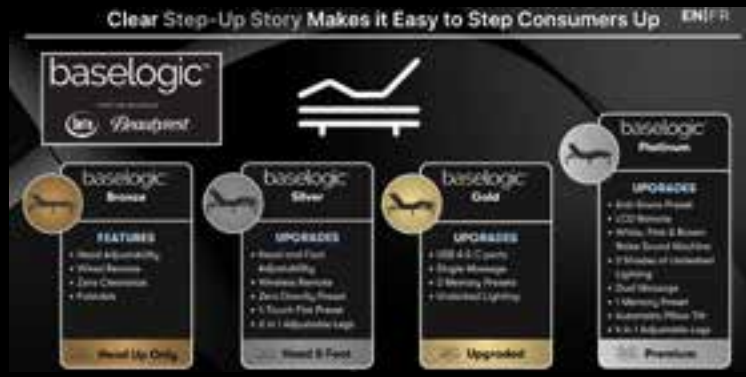 Clear Step-Up Story Makes it Easy to Step Consumers Up
EN|FR
baselogic™
Serta
Beautyrest
baselogic
Bronze
FEATURES
Head Adjustability
Wired Remote
Zero Clearance
Foldable
Head Up Only
baselogic
Silver
UPGRADES
Head and Foot
Adjustability
Wireless Remote
Zero Gravity Preset
1 Touch Flat Preset
Head & Foot
baselogic
Gold
UPGRADES
USB A & C ports
Single Massage
2 Memory Presets
Underbed Lighting
Upgraded
baselogic
Platinum
UPGRADES
Anti-Snore Preset
LCD Remote
White, Pink & Brown
Noise Sound Machine
Shades of Underbed
Lighting
Dual Massage
1 Memory Preset
Automatic Pillow Tilt
Adjustable Legs
Premium